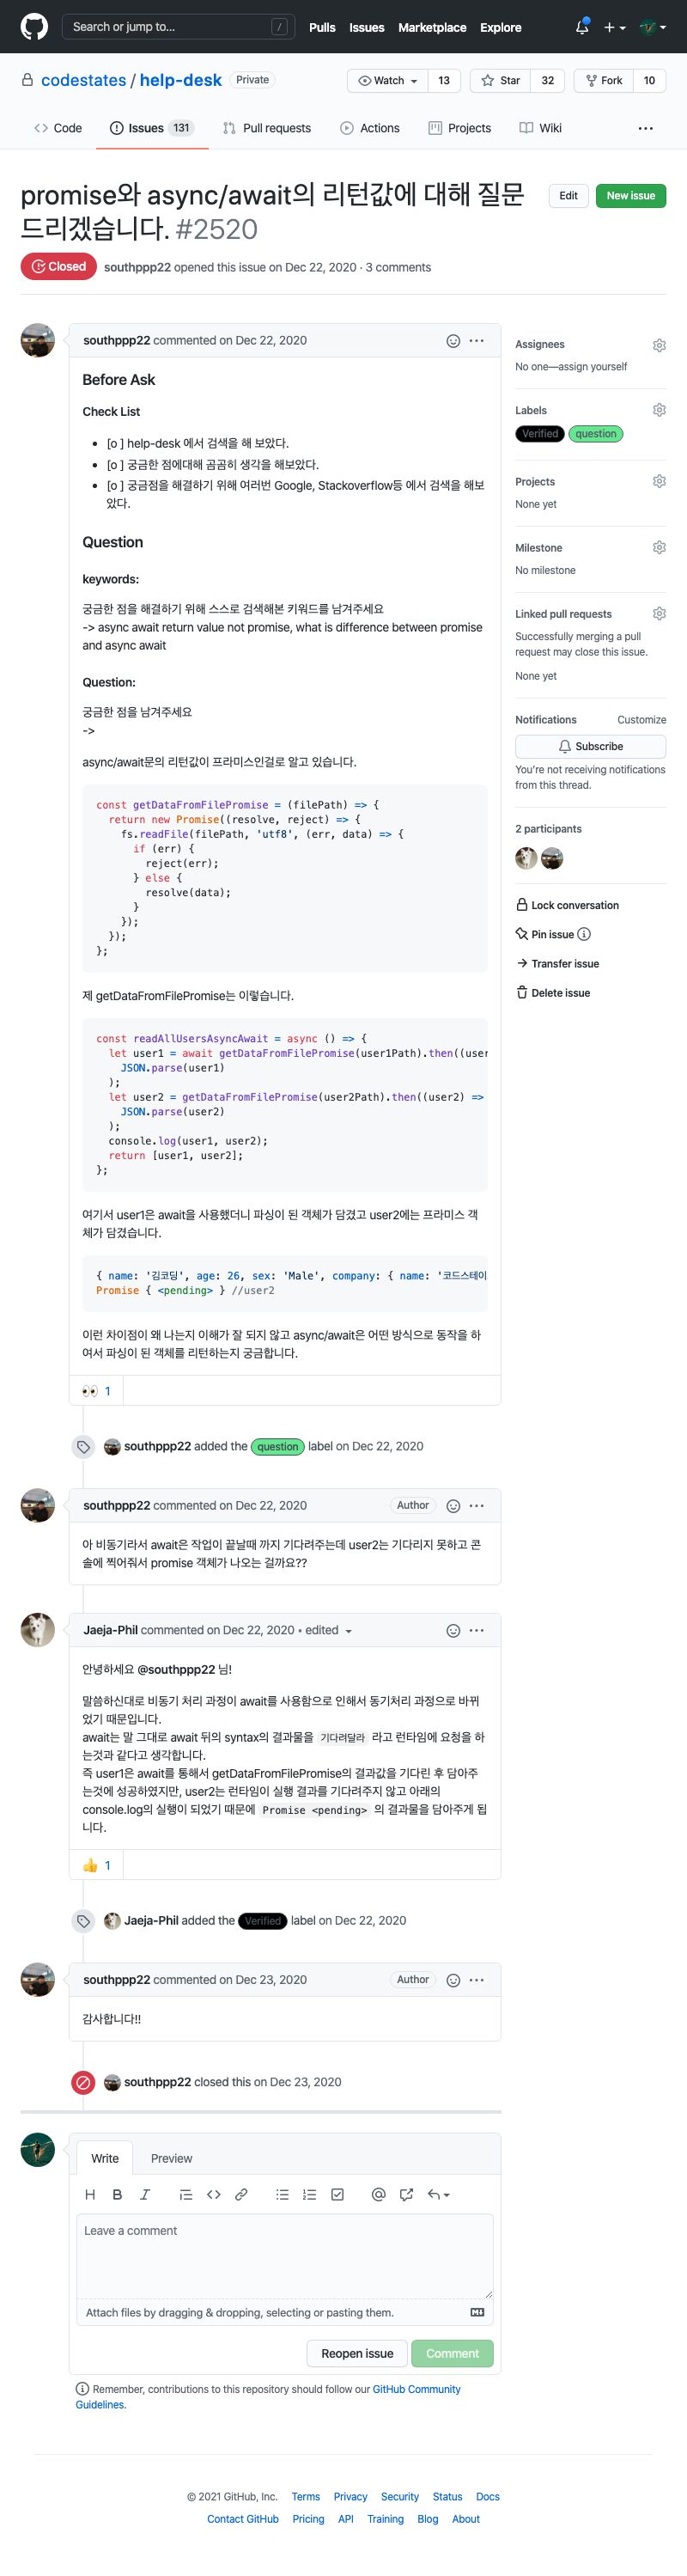 Search or jump to...
/
Pulls Issues Marketplace Explore
codestates / help-desk Private
Watch 13 Star 32 Fork 10
Code Issues 131 Pull requests Actions Projects Wiki
promise와 async/await의 리턴값에 대해 질문
드리겠습니다. #2520
Edit New issue
Closed southppp22 opened this issue on Dec 22, 2020 · 3 comments
southppp22 commented on Dec 22, 2020
Before Ask
Check List
• [o ] help-desk 에서 검색을 해 보았다.
• [o ] 궁금한 점에대해 곰곰히 생각을 해보았다.
• [o ] 궁금점을 해결하기 위해 여러번 Google, Stackoverflow등 에서 검색을 해보
았다.
Question
keywords:
궁금한 점을 해결하기 위해 스스로 검색해본 키워드를 남겨주세요
-> async await return value not promise, what is difference between promise
and async await
Question:
궁금한 점을 남겨주세요
->
async/await문의 리턴값이 프라미스인걸로 알고 있습니다.
const getDataFromFilePromise = (filePath) => {
return new Promise((resolve, reject) => {
fs.readFile(filePath, 'utf8', (err, data) => {
if (err) {
reject(err);
} else {
resolve(data);
}
});
});
};
제 getDataFromFilePromise는 이렇습니다.
const readAllUsersAsyncAwait = async () => {
let user1 = await getDataFromFilePromise(user1Path).then((user
JSON.parse(user1)
);
let user2 = getDataFromFilePromise(user2Path).then((user2) =>
JSON.parse(user2)
);
console.log(user1, user2);
return [user1, user2];
};
여기서 user1은 await을 사용했더니 파싱이 된 객체가 담겼고 user2에는 프라미스 객
체가 담겼습니다.
{ name: '김코딩', age: 26, sex: 'Male', company: { name: '코드스테이
Promise { <pending> } //user2
이런 차이점이 왜 나는지 이해가 잘 되지 않고 async/await은 어떤 방식으로 동작을 하
여서 파싱이 된 객체를 리턴하는지 궁금합니다.
👀 1
southppp22 added the question label on Dec 22, 2020
southppp22 commented on Dec 22, 2020 Author
아 비동기라서 await은 작업이 끝날때 까지 기다려주는데 user2는 기다리지 못하고 콘
솔에 찍어줘서 promise 객체가 나오는 걸까요??
Jaeja-Phil commented on Dec 22, 2020 • edited
안녕하세요 @southppp22 님!
말씀하신대로 비동기 처리 과정이 await를 사용함으로 인해서 동기처리 과정으로 바뀌
었기 때문입니다.
await는 말 그대로 await 뒤의 syntax의 결과물을 기다려달라 라고 런타임에 요청을 하
는것과 같다고 생각합니다.
즉 user1은 await를 통해서 getDataFromFilePromise의 결과값을 기다린 후 담아주
는것에 성공하였지만, user2는 런타임이 실행 결과를 기다려주지 않고 아래의
console.log의 실행이 되었기 때문에 Promise <pending> 의 결과물을 담아주게 됩
니다.
👍 1
Jaeja-Phil added the Verified label on Dec 22, 2020
southppp22 commented on Dec 23, 2020 Author
감사합니다!!
southppp22 closed this on Dec 23, 2020
Assignees
No one—assign yourself
Labels
Verified question
Projects
None yet
Milestone
No milestone
Linked pull requests
Successfully merging a pull
request may close this issue.
None yet
Notifications Customize
Subscribe
You're not receiving notifications
from this thread.
2 participants
Lock conversation
Pin issue
Transfer issue
Delete issue
Write Preview
Leave a comment
Attach files by dragging & dropping, selecting or pasting them.
Reopen issue Comment
Remember, contributions to this repository should follow our GitHub Community
Guidelines.
© 2021 GitHub, Inc. Terms Privacy Security Status Docs
Contact GitHub Pricing API Training Blog About